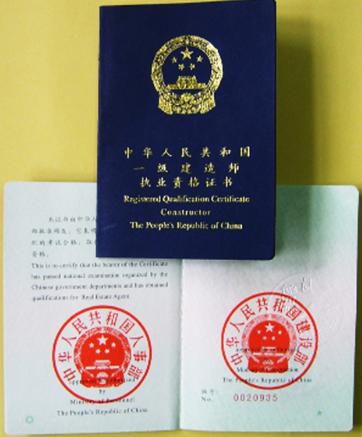 中华人民共和国
一级建造师
执业资格证书
Registered Qualification Certificate
Constructor
The People's Republic of China
This is to certify that the bearer of the Certificate
has passed national examination organized by the
Chinese government departments and has obtained
qualification for Real Estate Agent.
中华人民共和国人事部
by
Ministry of Personnel
The People's Republic of China
中华人民共和国建设部
The People's Republic of China
编号:
No. 0020935